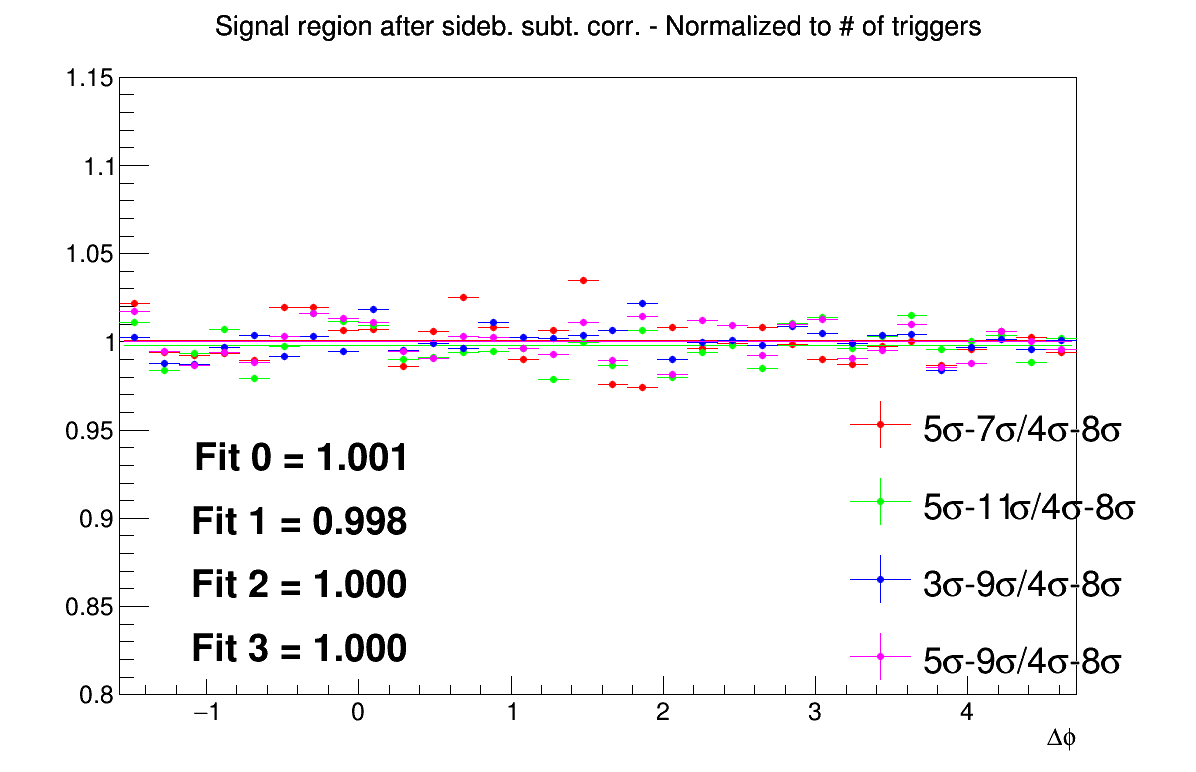 Signal region after sideb. subt. corr. - Normalized to # of triggers
1.15
1.1
1.05
1
0.95
0.9
0.85
0.8
5σ-7σ/4σ-8σ
5σ-11σ/4σ-8σ
3σ-9σ/4σ-8σ
5σ-9σ/4σ-8σ
Fit 0 = 1.001
Fit 1 = 0.998
Fit 2 = 1.000
Fit 3 = 1.000
−1 0 1 2 3 4
Δϕ